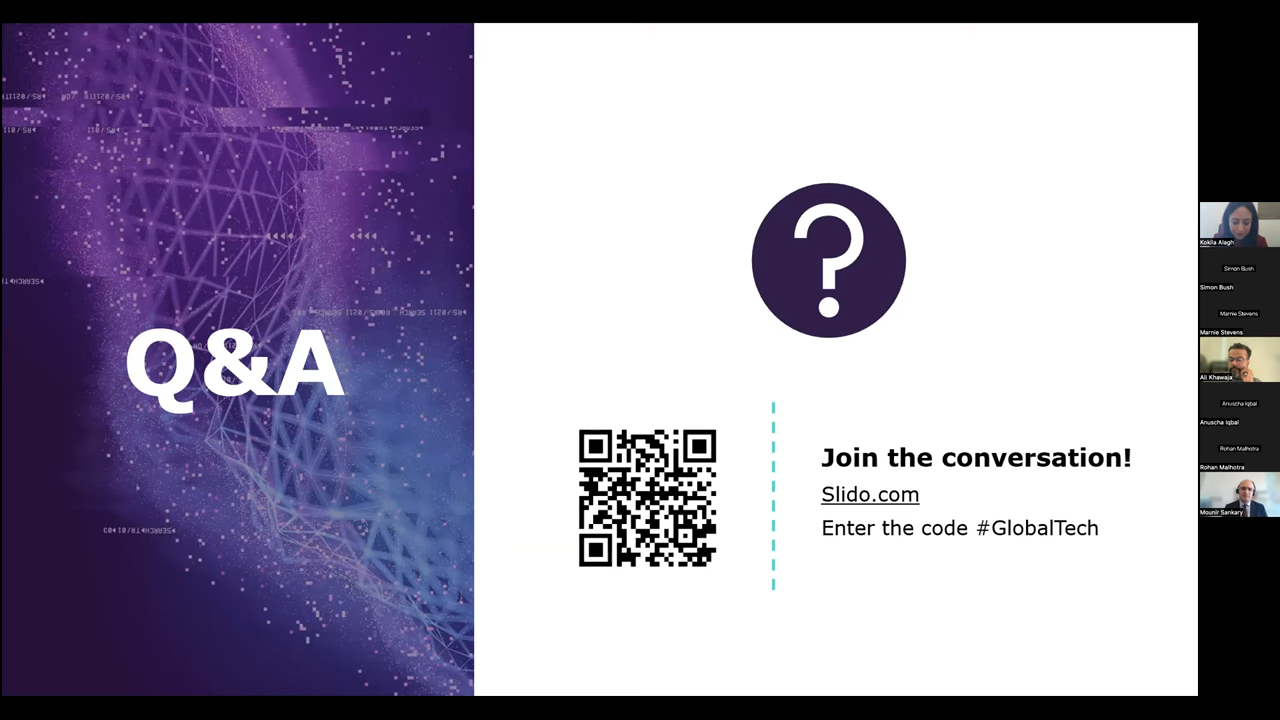 Q&A
?
Join the conversation!
Slido.com
Enter the code #GlobalTech
Kokila Alagh
Simon Bush
Simon Bush
Marnie Stevens
Marnie Stevens
Ali Khawaja
Anuscha Iqbal
Anuscha Iqbal
Rohan Malhotra
Rohan Malhotra
Mounir Sankary